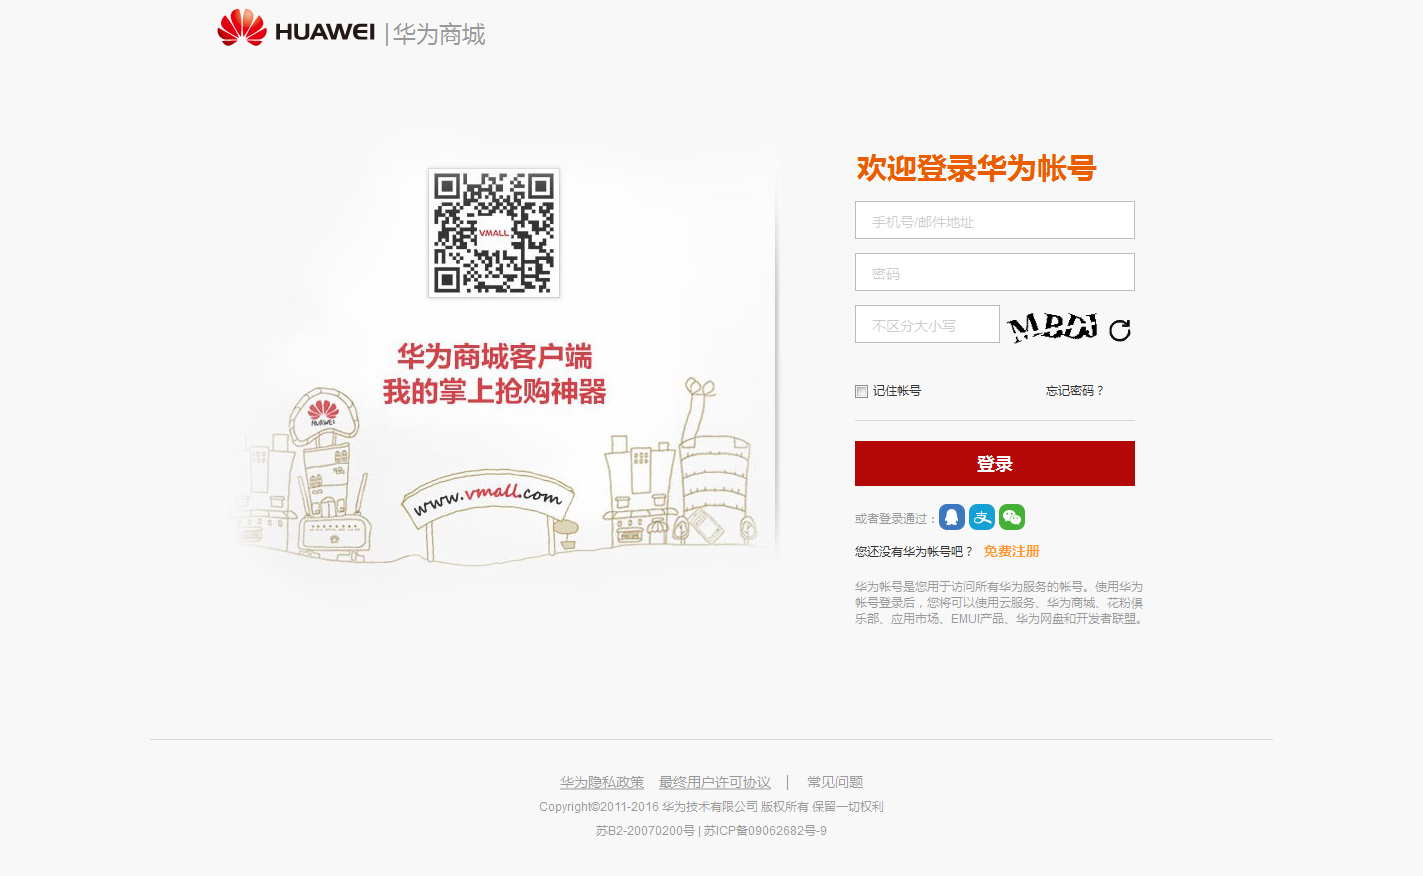 HUAWEI | 华为商城
VMALL
华为商城客户端
我的掌上抢购神器
HUAWEI
www.vmall.com
欢迎登录华为帐号
手机号/邮件地址
密码
不区分大小写
记住帐号 忘记密码？
登录
或者登录通过：
支
您还没有华为帐号吧？ 免费注册
华为帐号是您用于访问所有华为服务的帐号。使用华为
帐号登录后，您将可以使用云服务、华为商城、花粉俱
乐部、应用市场、EMUI产品、华为网盘和开发者联盟。
华为隐私政策 最终用户许可协议 | 常见问题
Copyright©2011-2016 华为技术有限公司 版权所有 保留一切权利
苏B2-20070200号 | 苏ICP备09062682号-9